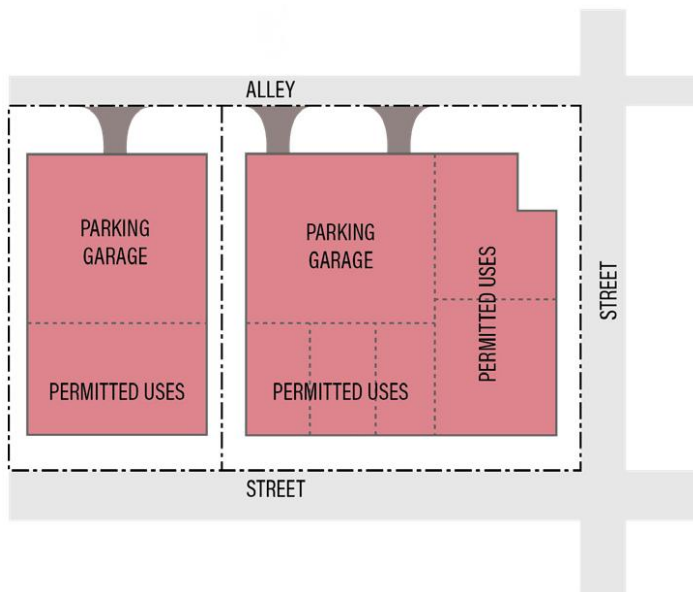 ALLEY
PARKING
GARAGE
PARKING
GARAGE
PERMITTED USES
STREET
PERMITTED USES
PERMITTED USES
STREET